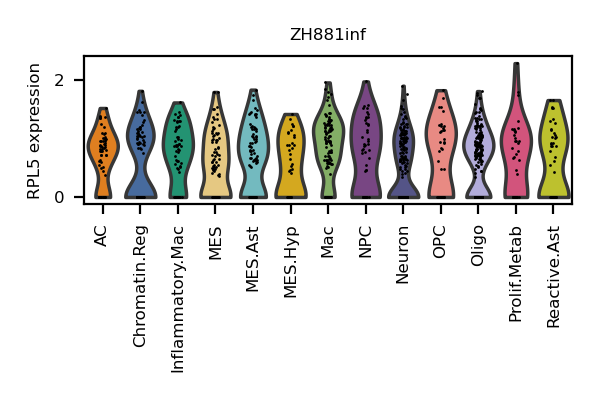 ZH881inf
RPL5 expression
2
0
AC
Chromatin.Reg
Inflammatory.Mac
MES
MES.Ast
MES.Hyp
Mac
NPC
Neuron
OPC
Oligo
Prolif.Metab
Reactive.Ast